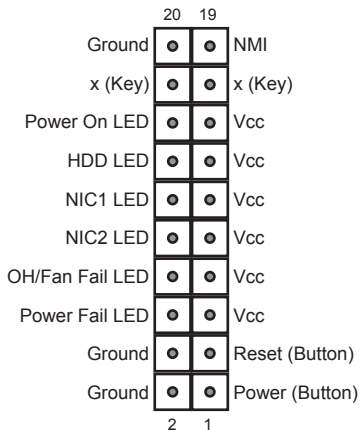 20 19
Ground NMI
x (Key) x (Key)
Power On LED Vcc
HDD LED Vcc
NIC1 LED Vcc
NIC2 LED Vcc
OH/Fan Fail LED Vcc
Power Fail LED Vcc
Ground Reset (Button)
Ground Power (Button)
2 1